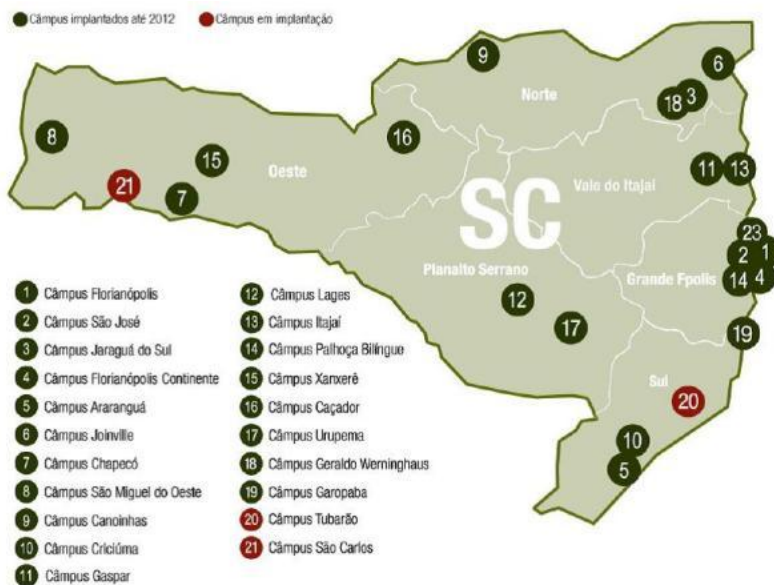 Câmpus implantados até 2012
Câmpus em implantação
9
6
Norte
18
3
8
16
15
Oeste
11
13
Vale do Itajaí
21
7
SC
23
2
1
Planalto Serrano
Grande Fpolis
14
4
12
17
19
Sul
20
10
5
1 Câmpus Florianópolis
2 Câmpus São José
3 Câmpus Jaraguá do Sul
4 Câmpus Florianópolis Continente
5 Câmpus Araranguá
6 Câmpus Joinville
7 Câmpus Chapecó
8 Câmpus São Miguel do Oeste
9 Câmpus Canoinhas
10 Câmpus Criciúma
11 Câmpus Gaspar
12 Câmpus Lages
13 Câmpus Itajaí
14 Câmpus Palhoça Bilíngue
15 Câmpus Xanxerê
16 Câmpus Caçador
17 Câmpus Urupema
18 Câmpus Geraldo Werninghaus
19 Câmpus Garopaba
20 Câmpus Tubarão
21 Câmpus São Carlos